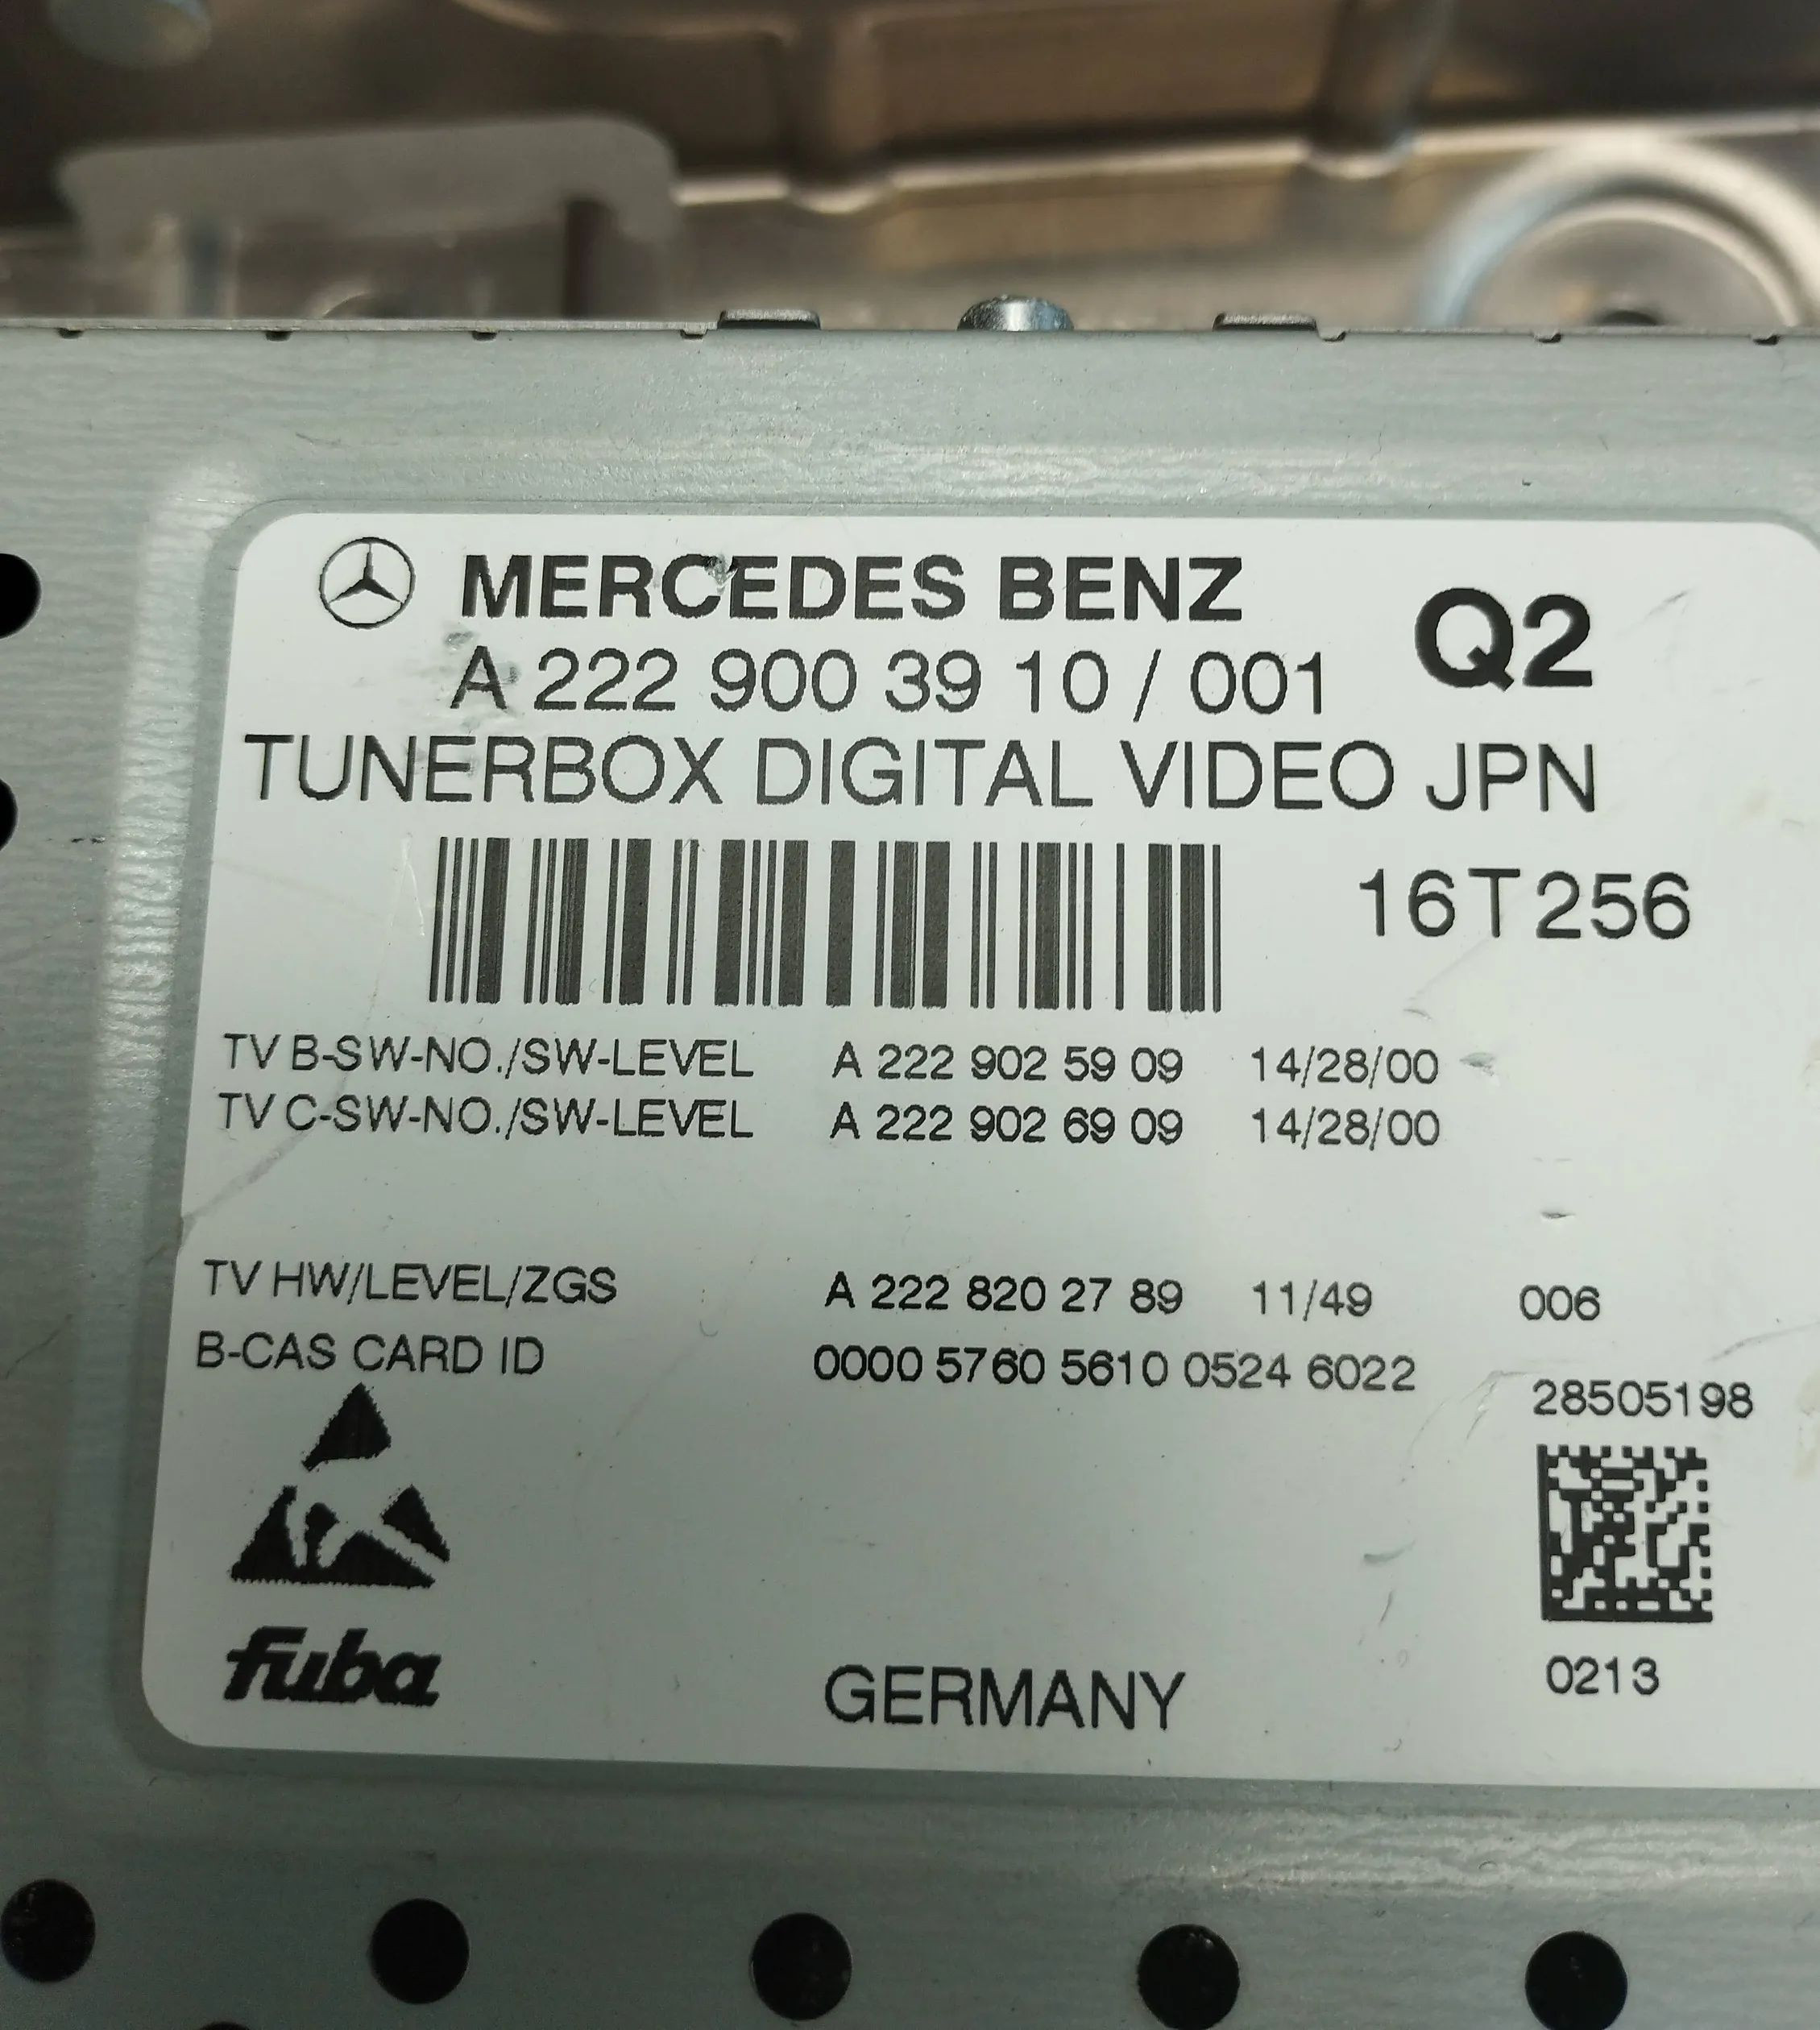 MERCEDES BENZ
Q2
A 222 900 39 10 / 001
TUNERBOX DIGITAL VIDEO JPN
16T256
TV B-SW-NO./SW-LEVEL A 222 902 59 09 14/28/00
TV C-SW-NO./SW-LEVEL A 222 902 69 09 14/28/00
TV HW/LEVEL/ZGS A 222 820 27 89 11/49 006
B-CAS CARD ID 0000 5760 5610 0524 6022
28505198
fuba
GERMANY
0213